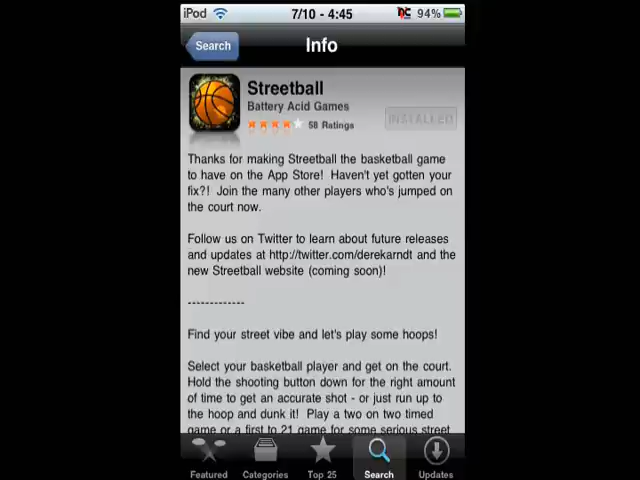 iPod 7/10 - 4:45 94%
Search Info
Streetball
Battery Acid Games
58 Ratings INSTALLED
Thanks for making Streetball the basketball game
to have on the App Store! Haven't yet gotten your
fix?! Join the many other players who's jumped on
the court now.
Follow us on Twitter to learn about future releases
and updates at http://twitter.com/derekarndt and the
new Streetball website (coming soon)!
-------------
Find your street vibe and let's play some hoops!
Select your basketball player and get on the court.
Hold the shooting button down for the right amount
of time to get an accurate shot - or just run up to
the hoop and dunk it! Play a two on two timed
game or a first to 21 game for some serious street
Featured Categories Top 25 Search Updates